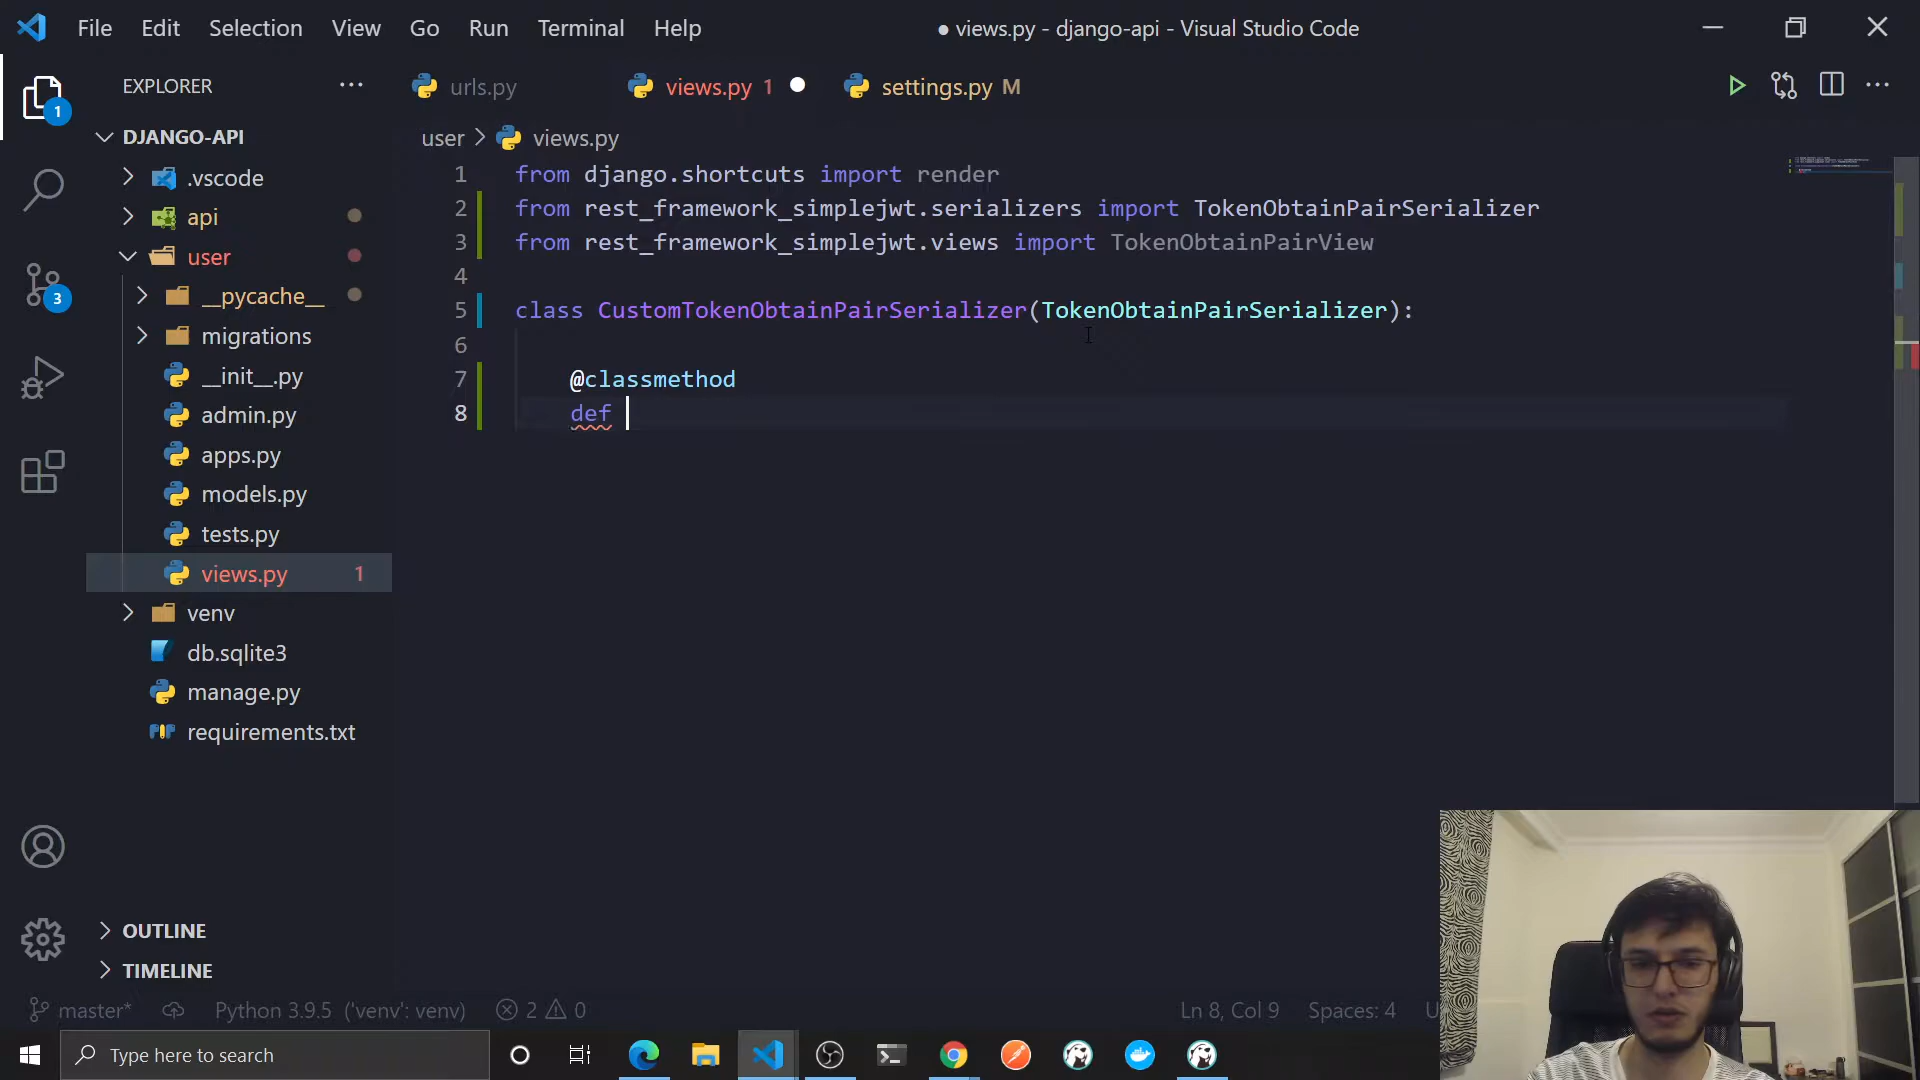 File Edit Selection View Go Run Terminal Help
● views.py - django-api - Visual Studio Code
EXPLORER
urls.py
views.py 1
settings.py M
1
DJANGO-API
user > views.py
.vscode
api
user
__pycache__
migrations
__init__.py
admin.py
apps.py
models.py
tests.py
views.py 1
venv
db.sqlite3
manage.py
requirements.txt
3
1 from django.shortcuts import render
2 from rest_framework_simplejwt.serializers import TokenObtainPairSerializer
3 from rest_framework_simplejwt.views import TokenObtainPairView
4
5 class CustomTokenObtainPairSerializer(TokenObtainPairSerializer):
6
7 @classmethod
8 def
OUTLINE
TIMELINE
master* Python 3.9.5 ('venv': venv) 2 0
Ln 8, Col 9 Spaces: 4
Type here to search